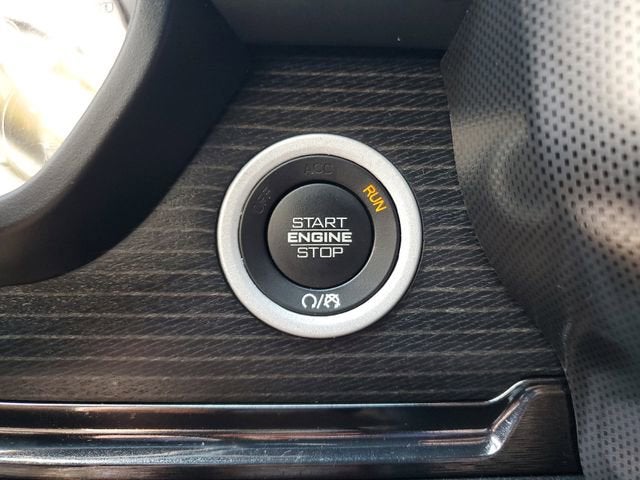 OFF ACC RUN
START
ENGINE
STOP